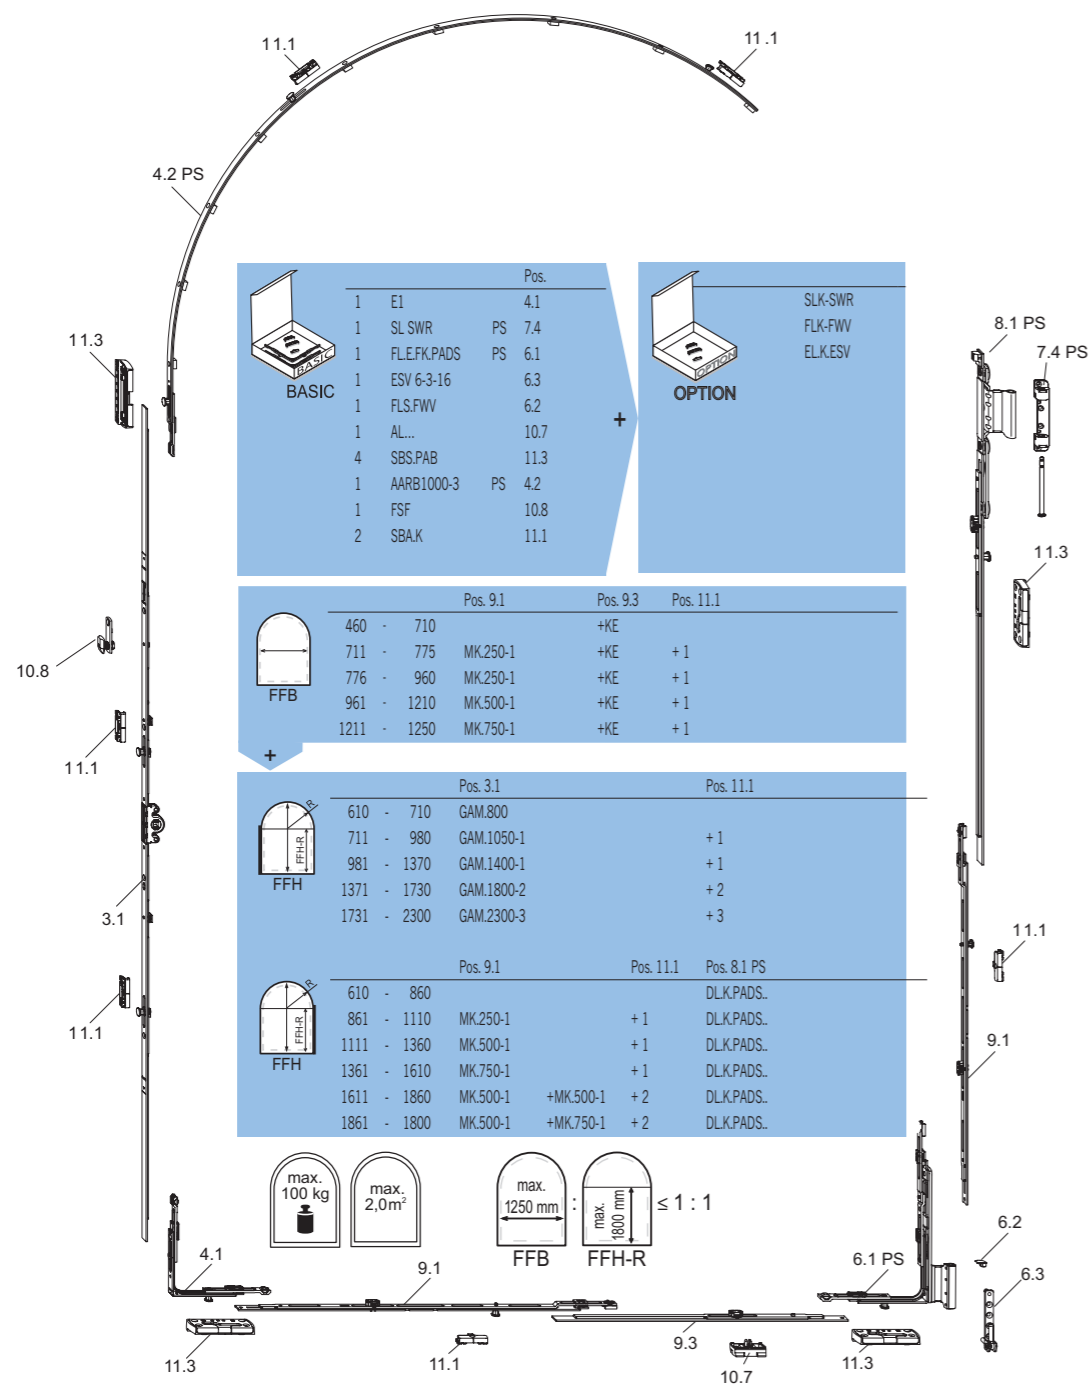 11.1
11.1
4.2 PS
Pos.
1 E1 4.1
1 SL SWR PS 7.4
1 FL.E.FK.PADS PS 6.1
1 ESV 6-3-16 6.3
1 FLS.FWV 6.2
1 AL... 10.7
4 SBS.PAB 11.3
1 AARB1000-3 PS 4.2
1 FSF 10.8
2 SBA.K 11.1
BASIC
BASIC
+
SLK-SWR
FLK-FWV
EL.K.ESV
OPTION
OPTION
11.3
8.1 PS
7.4 PS
11.3
Pos. 9.1 Pos. 9.3 Pos. 11.1
460 - 710 +KE
711 - 775 MK.250-1 +KE + 1
776 - 960 MK.250-1 +KE + 1
961 - 1210 MK.500-1 +KE + 1
1211 - 1250 MK.750-1 +KE + 1
FFB
+
10.8
11.1
Pos. 3.1 Pos. 11.1
610 - 710 GAM.800
711 - 980 GAM.1050-1 + 1
981 - 1370 GAM.1400-1 + 1
1371 - 1730 GAM.1800-2 + 2
1731 - 2300 GAM.2300-3 + 3
R
FFH-R
FFH
3.1
11.1
Pos. 9.1 Pos. 11.1 Pos. 8.1 PS
610 - 860 DL.K.PADS..
861 - 1110 MK.250-1 + 1 DL.K.PADS..
1111 - 1360 MK.500-1 + 1 DL.K.PADS..
1361 - 1610 MK.750-1 + 1 DL.K.PADS..
1611 - 1860 MK.500-1 +MK.500-1 + 2 DL.K.PADS..
1861 - 1800 MK.500-1 +MK.750-1 + 2 DL.K.PADS..
R
FFH-R
FFH
11.1
9.1
max.
100 kg
max.
2,0m²
max.
1250 mm
FFB
:
max.
1800 mm
FFH-R
≤ 1 : 1
4.1
9.1
6.1 PS
6.2
6.3
11.3
11.1
9.3
10.7
11.3